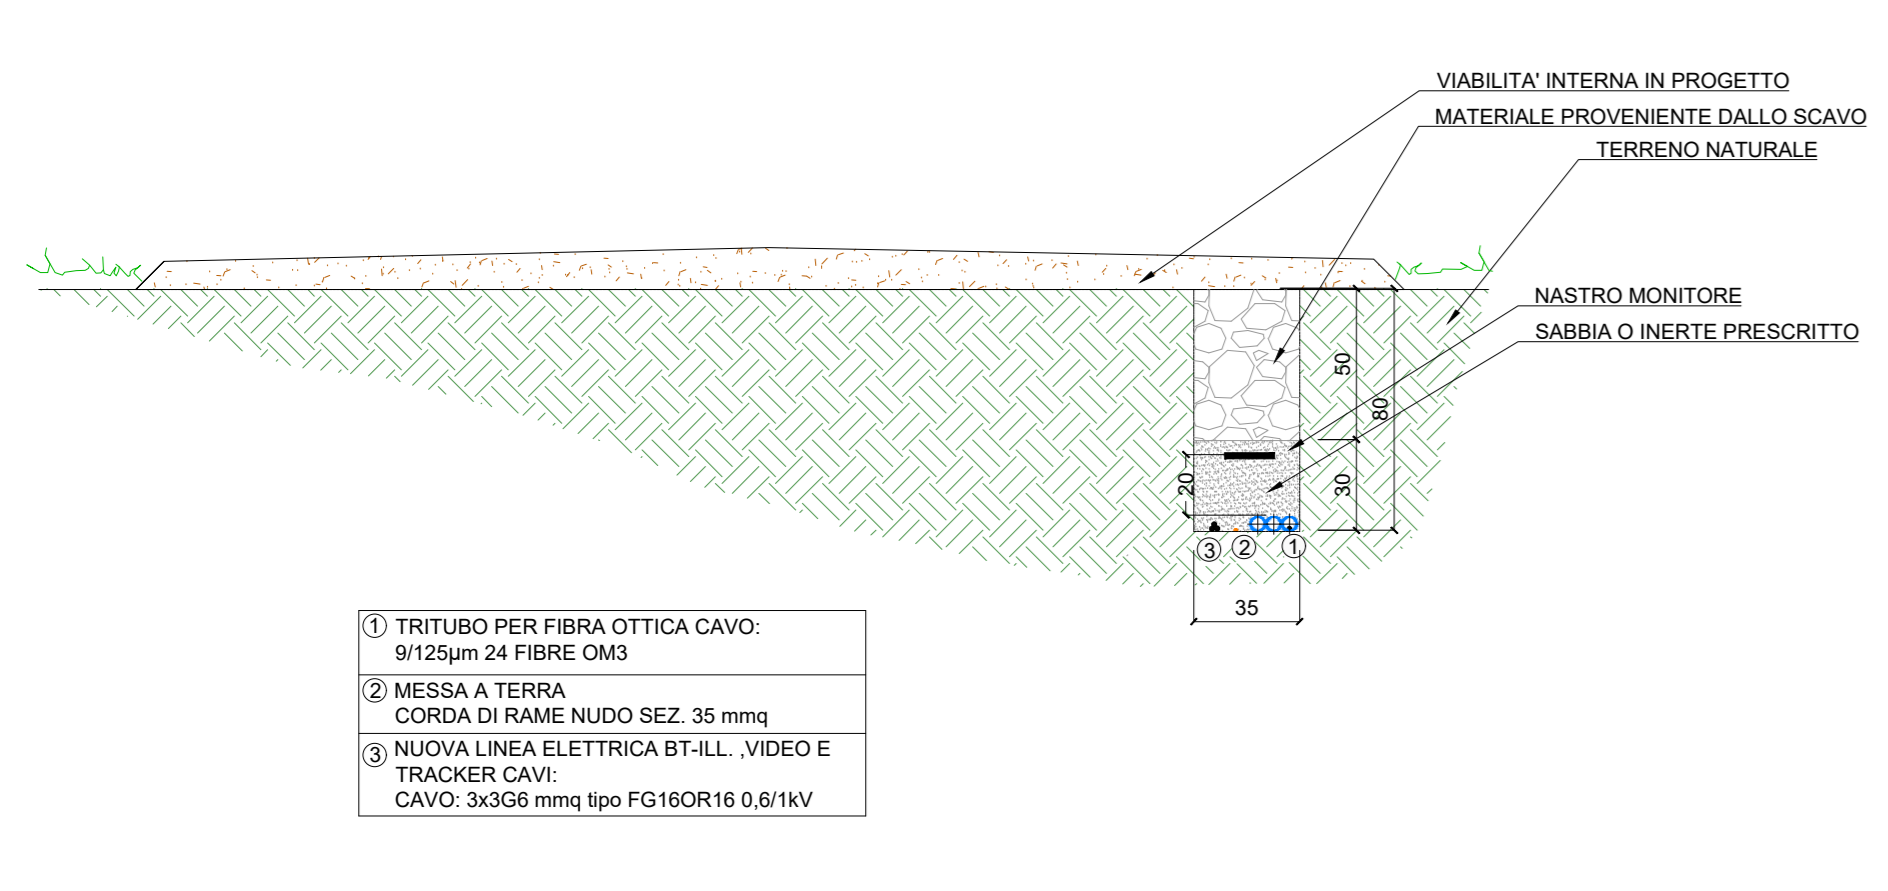 VIABILITA' INTERNA IN PROGETTO
MATERIALE PROVENIENTE DALLO SCAVO
TERRENO NATURALE
NASTRO MONITORE
SABBIA O INERTE PRESCRITTO
50
80
20
30
3
2
1
35
1 TRITUBO PER FIBRA OTTICA CAVO:
9/125µm 24 FIBRE OM3
2 MESSA A TERRA
CORDA DI RAME NUDO SEZ. 35 mmq
3 NUOVA LINEA ELETTRICA BT-ILL. ,VIDEO E
TRACKER CAVI:
CAVO: 3x3G6 mmq tipo FG16OR16 0,6/1kV